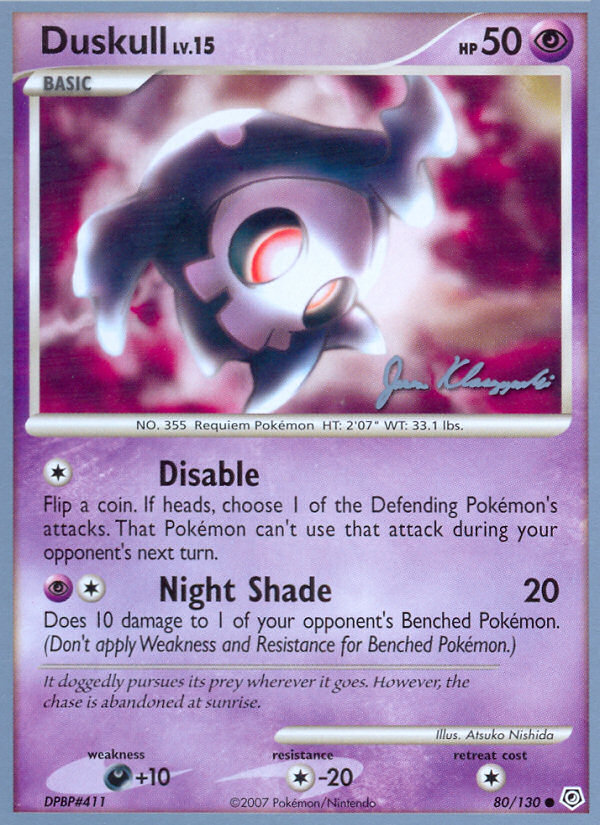 Duskull LV.15 HP 50
BASIC
NO. 355 Requiem Pokémon HT: 2'07" WT: 33.1 lbs.
Disable
Flip a coin. If heads, choose 1 of the Defending Pokémon's
attacks. That Pokémon can't use that attack during your
opponent's next turn.
Night Shade 20
Does 10 damage to 1 of your opponent's Benched Pokémon.
(Don't apply Weakness and Resistance for Benched Pokémon.)
It doggedly pursues its prey wherever it goes. However, the
chase is abandoned at sunrise.
Illus. Atsuko Nishida
weakness resistance retreat cost
+10 -20
DPBP#411 ©2007 Pokémon/Nintendo 80/130